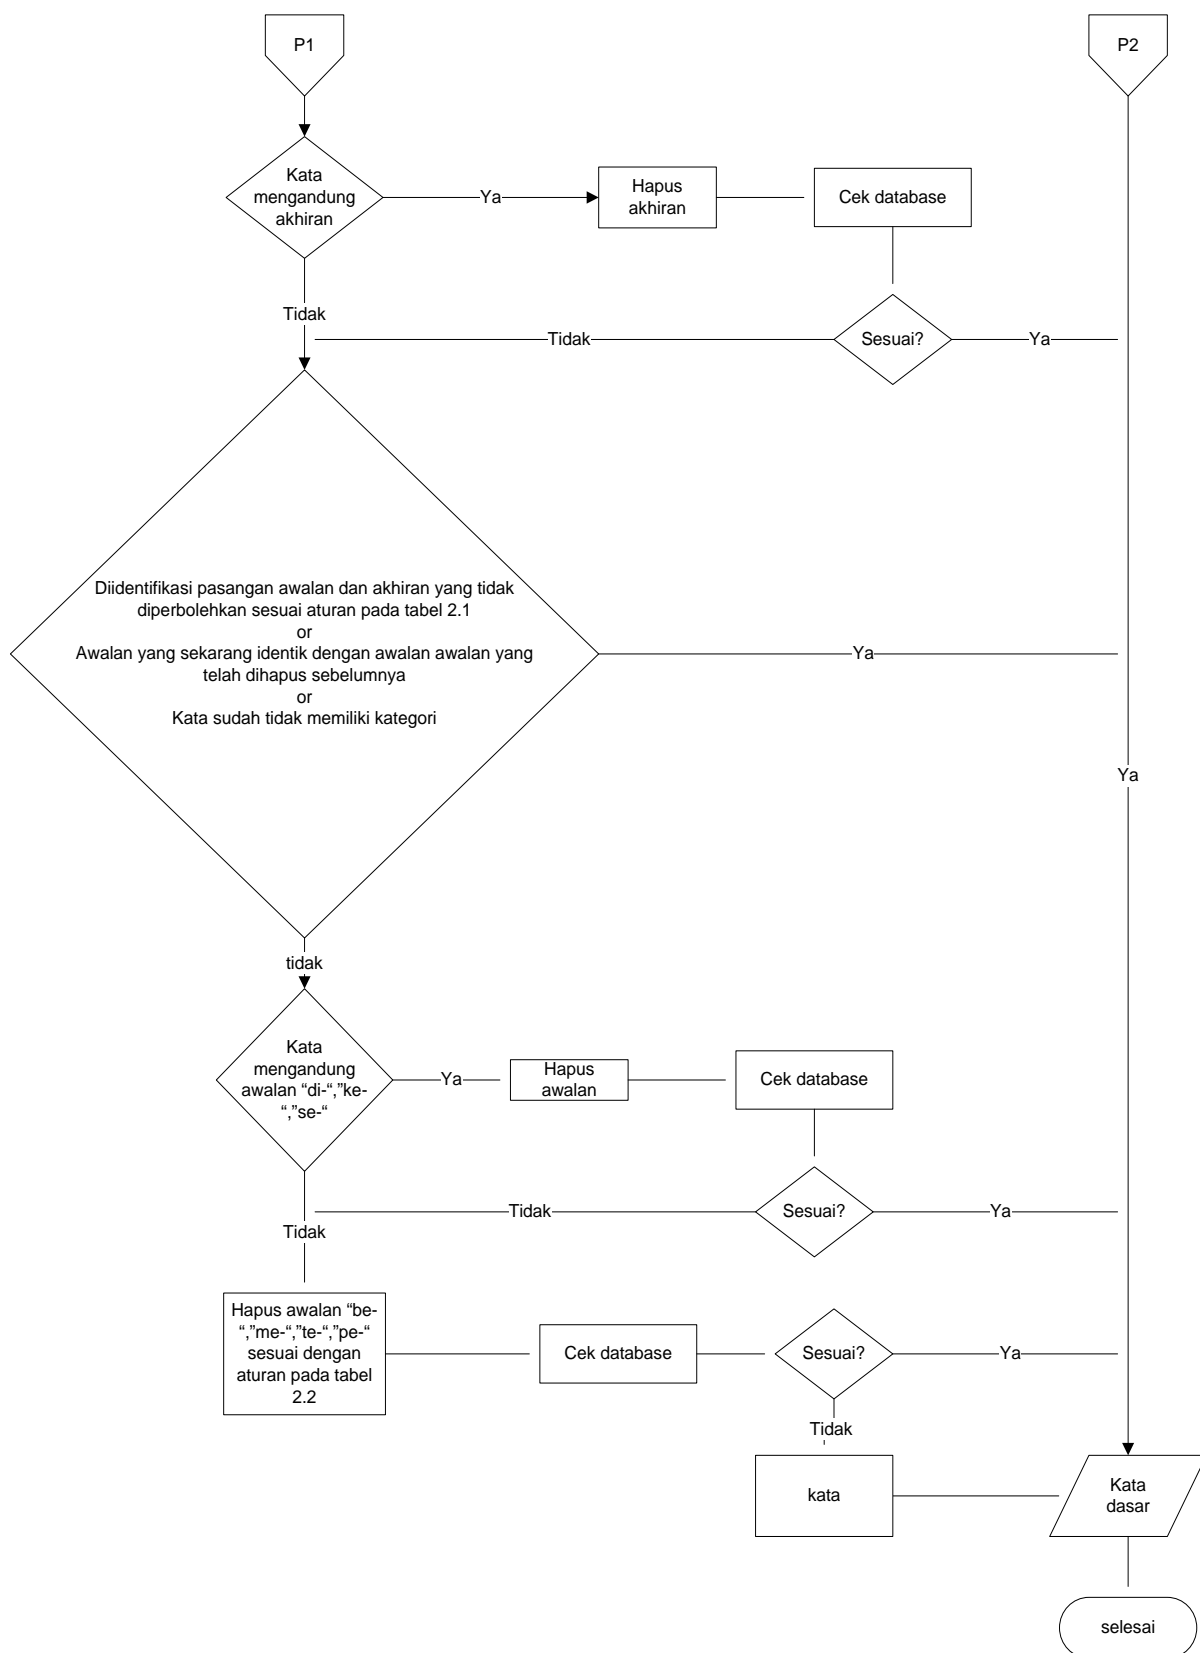 P1
P2
Kata
mengandung
akhiran
Ya
Hapus
akhiran
Cek database
Tidak
Tidak
Sesuai?
Ya
Diidentifikasi pasangan awalan dan akhiran yang tidak
diperbolehkan sesuai aturan pada tabel 2.1
or
Awalan yang sekarang identik dengan awalan awalan yang
telah dihapus sebelumnya
or
Kata sudah tidak memiliki kategori
Ya
Ya
tidak
Kata
mengandung
awalan “di-“,”ke-
“,”se-“
Ya
Hapus
awalan
Cek database
Tidak
Sesuai?
Ya
Tidak
Hapus awalan “be-
“,”me-“,”te-“,”pe-“
sesuai dengan
aturan pada tabel
2.2
Cek database
Sesuai?
Ya
Tidak
kata
Kata
dasar
selesai